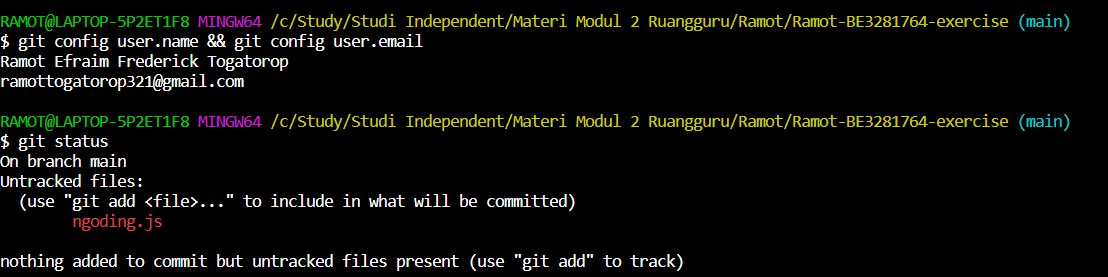 RAMOT@LAPTOP-5P2ET1F8 MINGW64 /c/Study/Studi Independent/Materi Modul 2 Ruangguru/Ramot/Ramot-BE3281764-exercise (main)
$ git config user.name && git config user.email
Ramot Efraim Frederick Togatorop
ramottogatorop321@gmail.com
RAMOT@LAPTOP-5P2ET1F8 MINGW64 /c/Study/Studi Independent/Materi Modul 2 Ruangguru/Ramot/Ramot-BE3281764-exercise (main)
$ git status
On branch main
Untracked files:
  (use "git add <file>..." to include in what will be committed)
        ngoding.js
nothing added to commit but untracked files present (use "git add" to track)